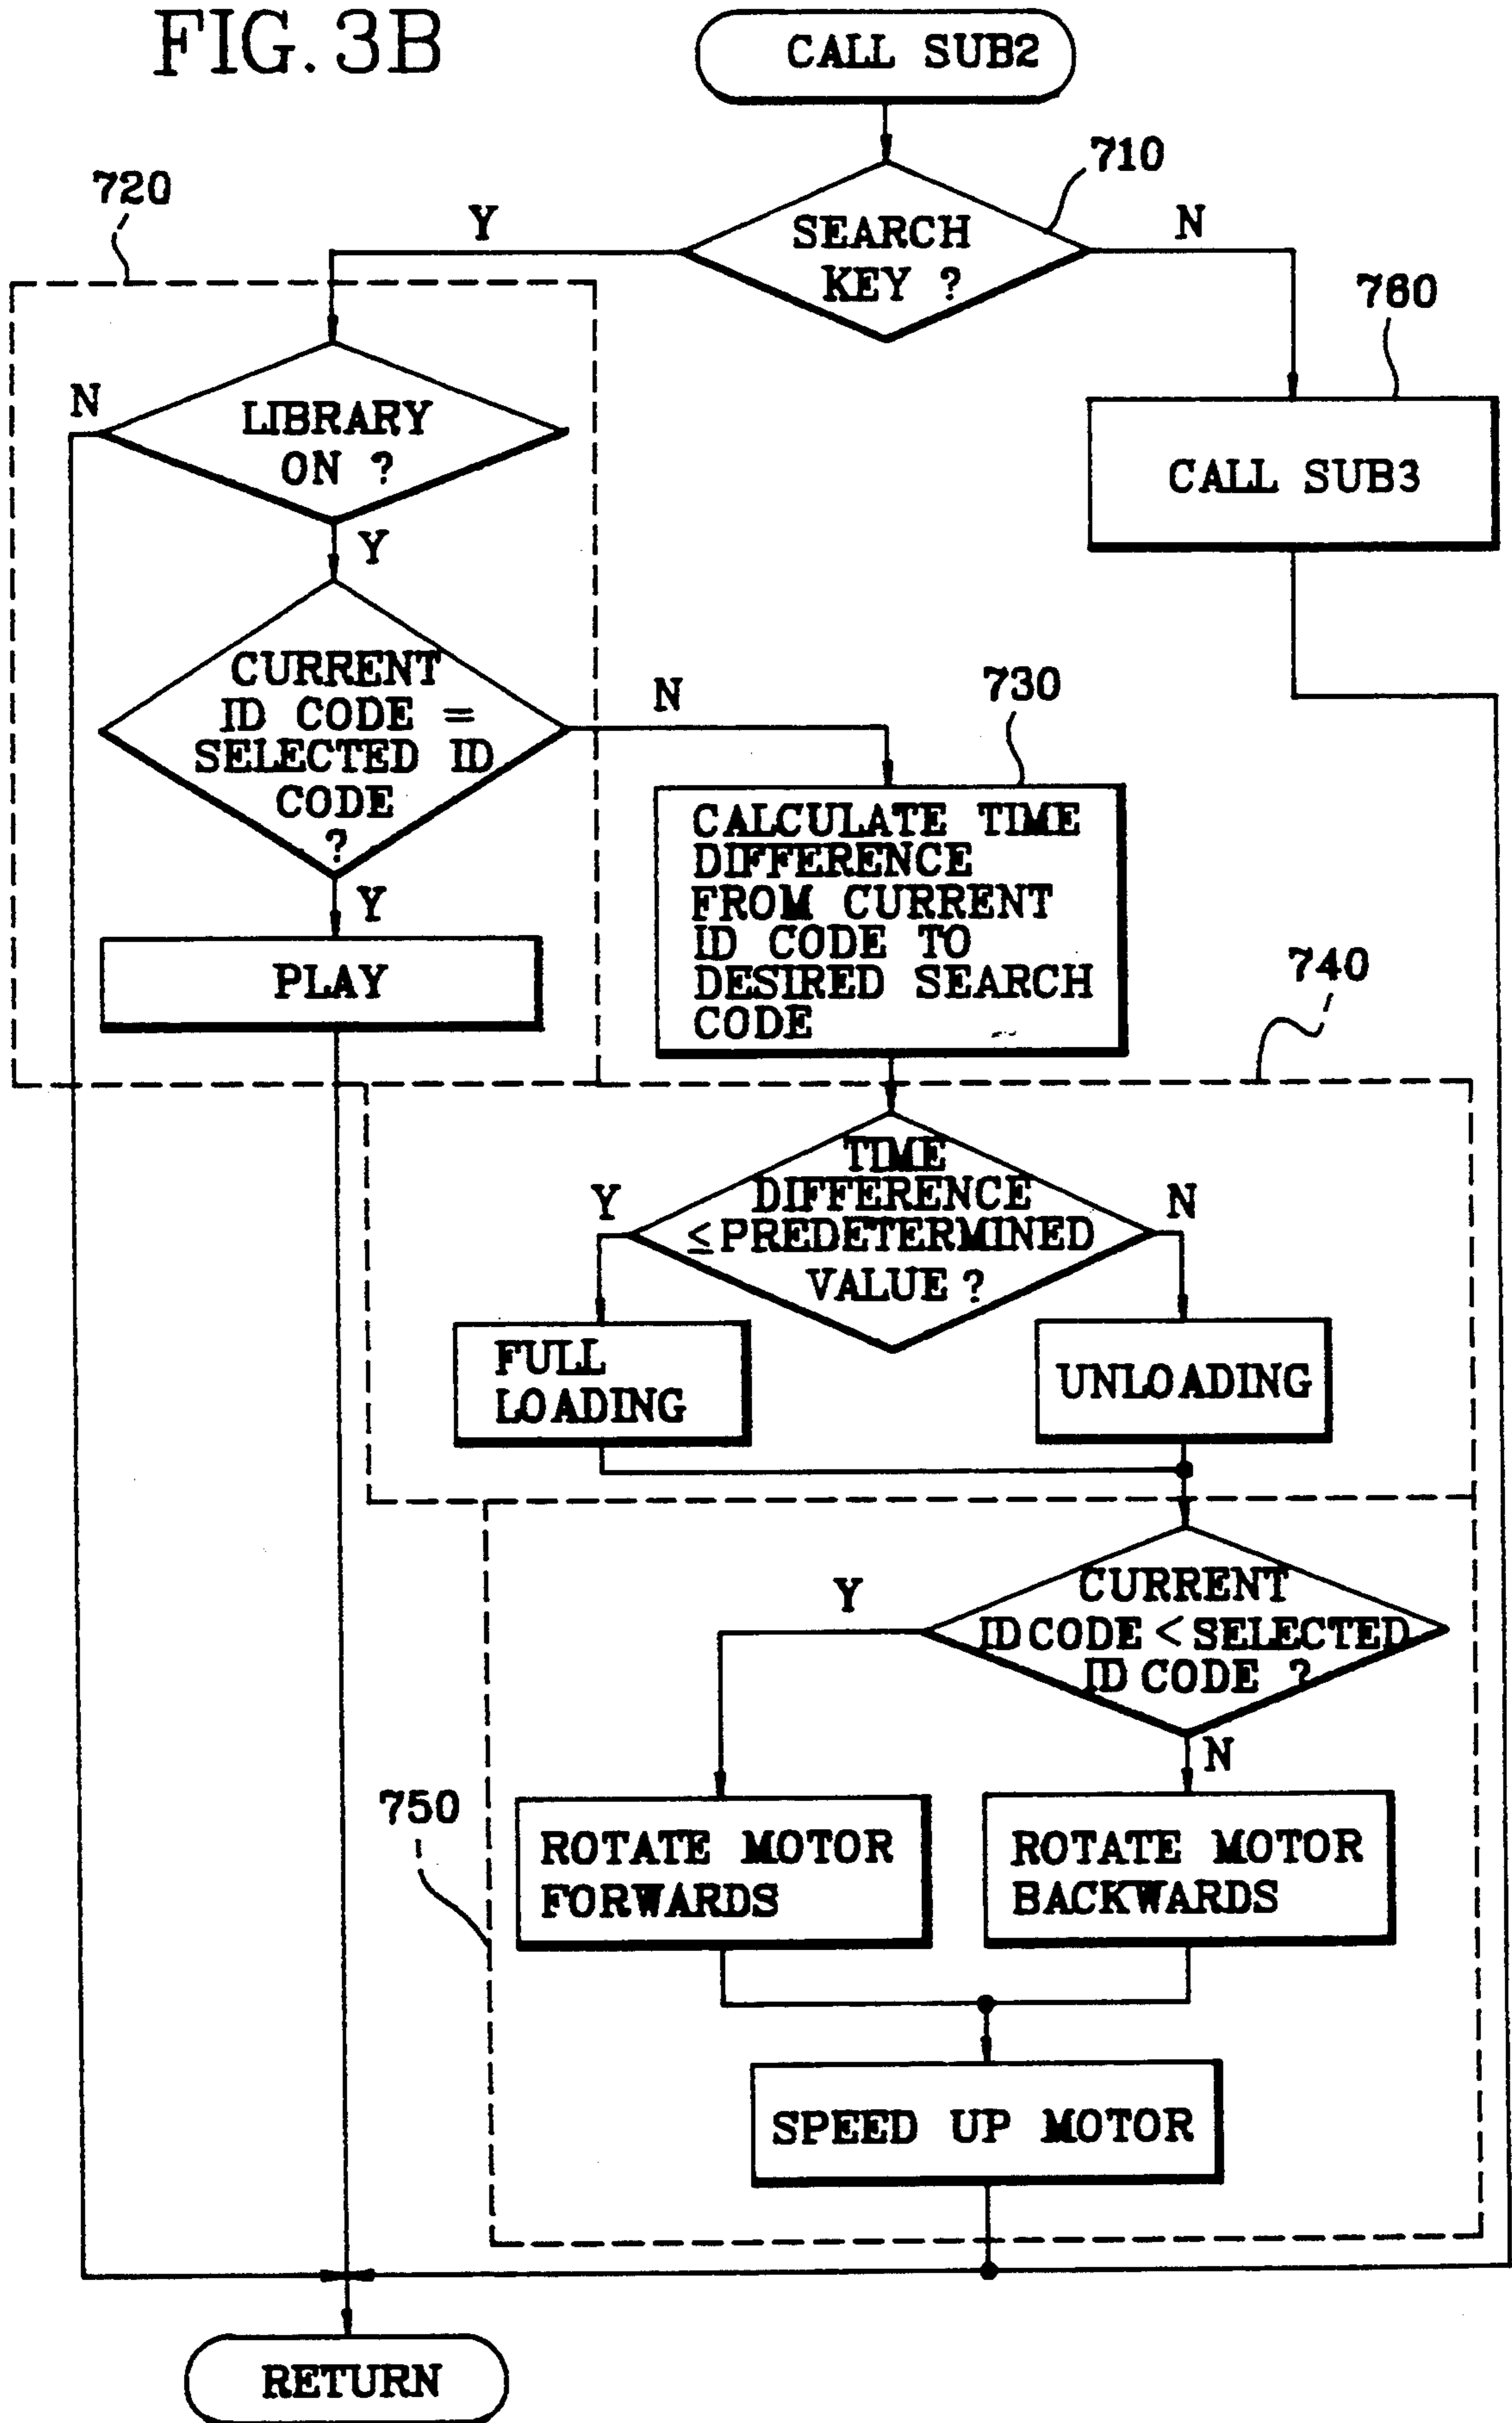 FIG. 3B
CALL SUB2
710
SEARCH
KEY ?
Y
N
720
760
LIBRARY
ON ?
N
Y
CALL SUB3
CURRENT
ID CODE =
SELECTED ID
CODE
?
N
Y
730
CALCULATE TIME
DIFFERENCE
FROM CURRENT
ID CODE TO
DESIRED SEARCH
CODE
PLAY
740
TIME
DIFFERENCE
≤PREDETERMINED
VALUE ?
Y
N
FULL
LOADING
UNLOADING
CURRENT
ID CODE < SELECTED
ID CODE ?
Y
N
750
ROTATE MOTOR
FORWARDS
ROTATE MOTOR
BACKWARDS
SPEED UP MOTOR
RETURN